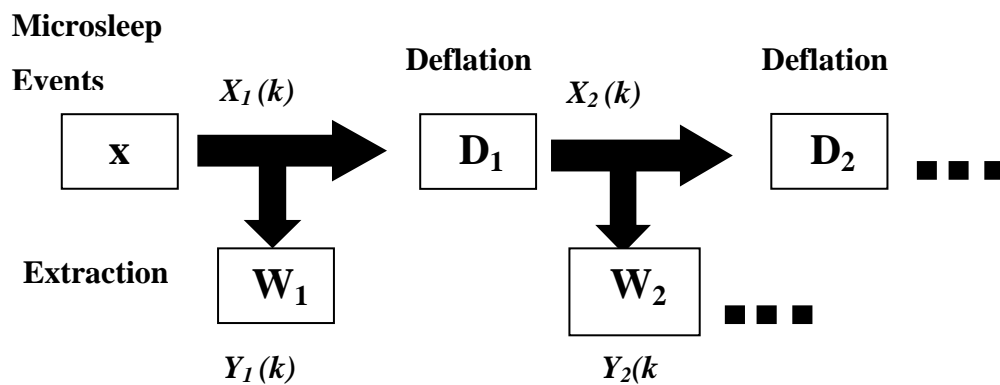 Microsleep
Events
Deflation
Deflation
X₁(k)
X₂(k)
x
D₁
D₂
Extraction
W₁
W₂
Y₁(k)
Y₂(k